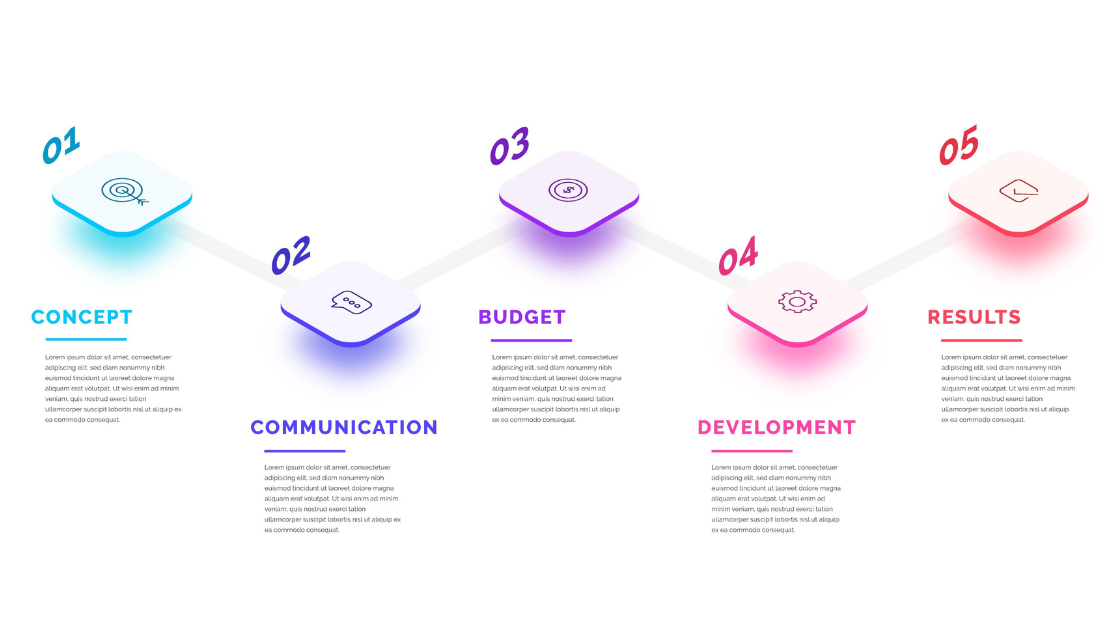 01
CONCEPT
Lorem ipsum dolor sit amet, consectetuer
adipiscing elit, sed diam nonummy nibh
euismod tincidunt ut laoreet dolore magna
aliquam erat volutpat. Ut wisi enim ad minim
veniam, quis nostrud exerci tation
ullamcorper suscipit lobortis nisl ut aliquip ex
ea commodo consequat.
02
COMMUNICATION
Lorem ipsum dolor sit amet, consectetuer
adipiscing elit, sed diam nonummy nibh
euismod tincidunt ut laoreet dolore magna
aliquam erat volutpat. Ut wisi enim ad minim
veniam, quis nostrud exerci tation
ullamcorper suscipit lobortis nisl ut aliquip ex
ea commodo consequat.
03
$
BUDGET
Lorem ipsum dolor sit amet, consectetuer
adipiscing elit, sed diam nonummy nibh
euismod tincidunt ut laoreet dolore magna
aliquam erat volutpat. Ut wisi enim ad
minim veniam, quis nostrud exerci tation
ullamcorper suscipit lobortis nisl ut aliquip
ex ea commodo consequat.
04
DEVELOPMENT
Lorem ipsum dolor sit amet, consectetuer
adipiscing elit, sed diam nonummy nibh
euismod tincidunt ut laoreet dolore magna
aliquam erat volutpat. Ut wisi enim ad
minim veniam, quis nostrud exerci tation
ullamcorper suscipit lobortis nisl ut aliquip
ex ea commodo consequat.
05
RESULTS
Lorem ipsum dolor sit amet, consectetuer
adipiscing elit, sed diam nonummy nibh
euismod tincidunt ut laoreet dolore magna
aliquam erat volutpat. Ut wisi enim ad minim
veniam, quis nostrud exerci tation
ullamcorper suscipit lobortis nisl ut aliquip ex
ea commodo consequat.